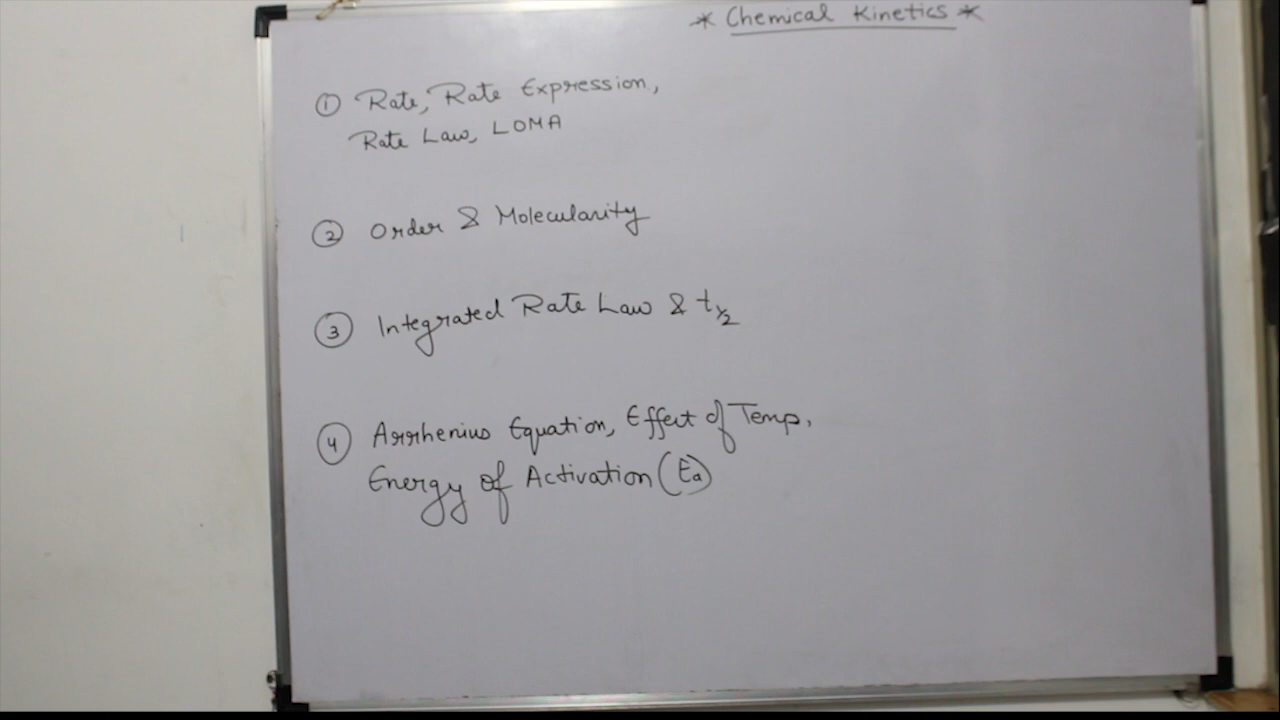 * Chemical Kinetics *
① Rate, Rate Expression,
Rate Law, LOMA
② Order & Molecularity
③ Integrated Rate Law & t1/2
④ Arrhenius Equation, Effect of Temp,
Energy of Activation (Ea)